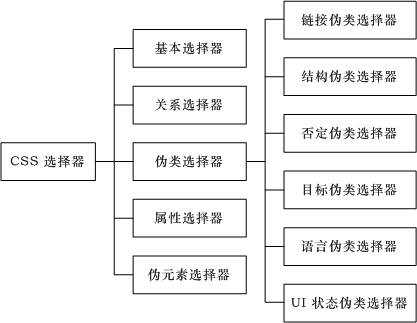 CSS 选择器
基本选择器
关系选择器
伪类选择器
属性选择器
伪元素选择器
链接伪类选择器
结构伪类选择器
否定伪类选择器
目标伪类选择器
语言伪类选择器
UI 状态伪类选择器